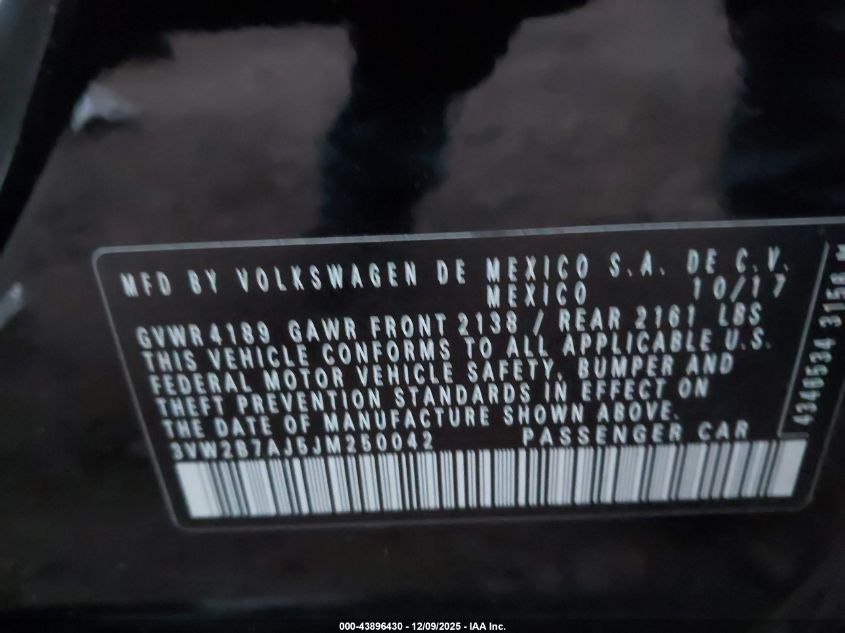 MFD BY VOLKSWAGEN DE MEXICO S.A. DE C.V.
MEXICO 10/17
GVWR 4189 GAWR FRONT 2138 / REAR 2161 LBS
THIS VEHICLE CONFORMS TO ALL APPLICABLE U.S.
FEDERAL MOTOR VEHICLE SAFETY, BUMPER AND
THEFT PREVENTION STANDARDS IN EFFECT ON
THE DATE OF MANUFACTURE SHOWN ABOVE.
3VW2B7AJ5JM250042 PASSENGER CAR
4348534 3156
000-43896430 - 12/09/2025 - IAA Inc.